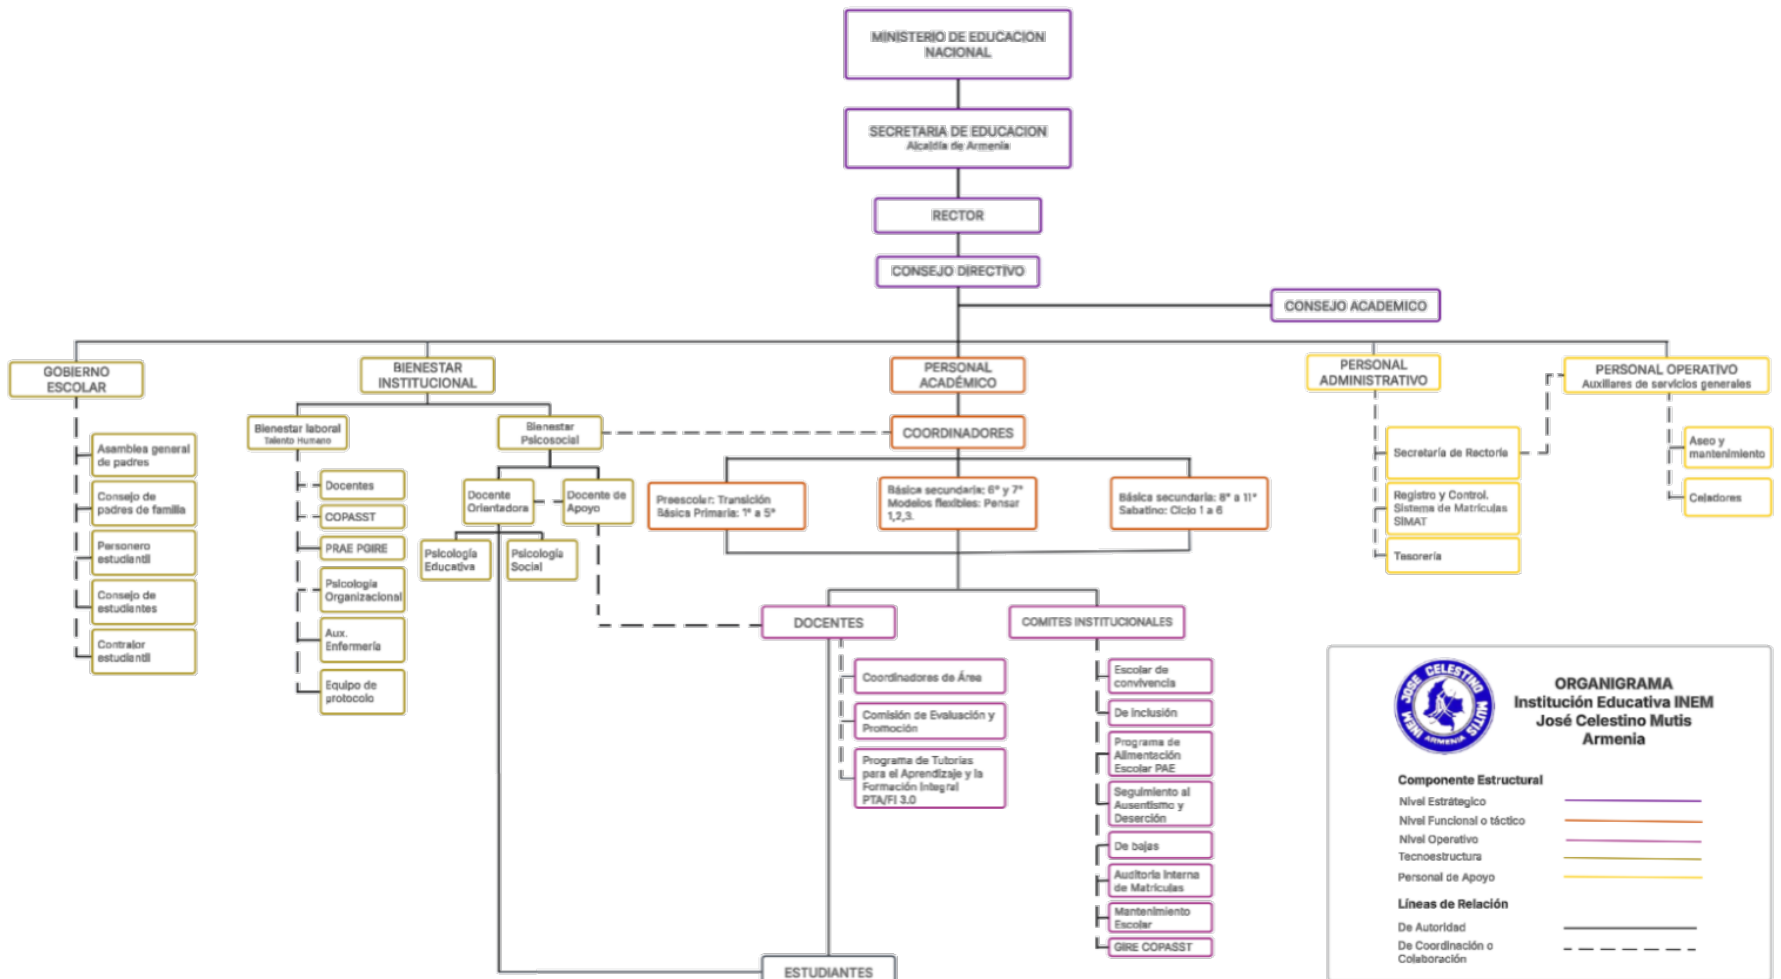 MINISTERIO DE EDUCACION
NACIONAL
SECRETARIA DE EDUCACION
Alcaldía de Armenia
RECTOR
CONSEJO DIRECTIVO
CONSEJO ACADEMICO
GOBIERNO
ESCOLAR
Asamblea general
de padres
Consejo de
padres de familia
Personero
estudiantil
Consejo de
estudiantes
Contralor
estudiantil
BIENESTAR
INSTITUCIONAL
Bienestar laboral
Talento Humano
Docentes
COPASST
PRAE PGIRE
Psicología
Organizacional
Aux.
Enfermería
Equipo de
protocolo
Bienestar
Psicosocial
Docente
Orientadora
Docente de
Apoyo
Psicología
Educativa
Psicología
Social
PERSONAL
ACADÉMICO
COORDINADORES
Preescolar: Transición
Básica Primaria: 1° a 5°
Básica secundaria: 6° y 7°
Modelos flexibles: Pensar
1,2,3.
Básica secundaria: 8° a 11°
Sabatino: Ciclo 1 a 6
DOCENTES
Coordinadores de Área
Comisión de Evaluación y
Promoción
Programa de Tutorías
para el Aprendizaje y la
Formación Integral
PTA/FI 3.0
COMITES INSTITUCIONALES
Escolar de
convivencia
De Inclusión
Programa de
Alimentación
Escolar PAE
Seguimiento al
Ausentismo y
Deserción
De bajas
Auditoría Interna
de Matrículas
Mantenimiento
Escolar
GIRE COPASST
ESTUDIANTES
PERSONAL
ADMINISTRATIVO
Secretaría de Rectoría
Registro y Control.
Sistema de Matrículas
SIMAT
Tesorería
PERSONAL OPERATIVO
Auxiliares de servicios generales
Aseo y
mantenimiento
Celadores
INEM JOSE CELESTINO MUTIS
ARMENIA
ORGANIGRAMA
Institución Educativa INEM
José Celestino Mutis
Armenia
Componente Estructural
Nivel Estrategico
Nivel Funcional o táctico
Nivel Operativo
Tecnoestructura
Personal de Apoyo
Líneas de Relación
De Autoridad
De Coordinación o
Colaboración